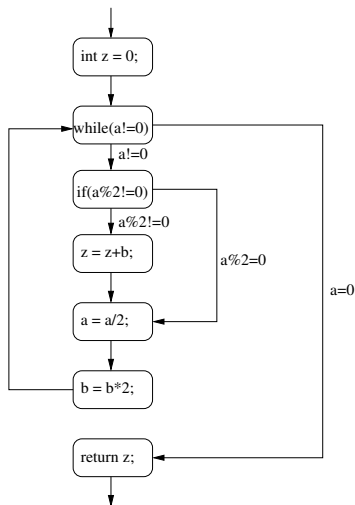 int z = 0;
while(a!=0)
a!=0
if(a%2!=0)
a%2!=0
z = z+b;
a%2=0
a=0
a = a/2;
b = b*2;
return z;